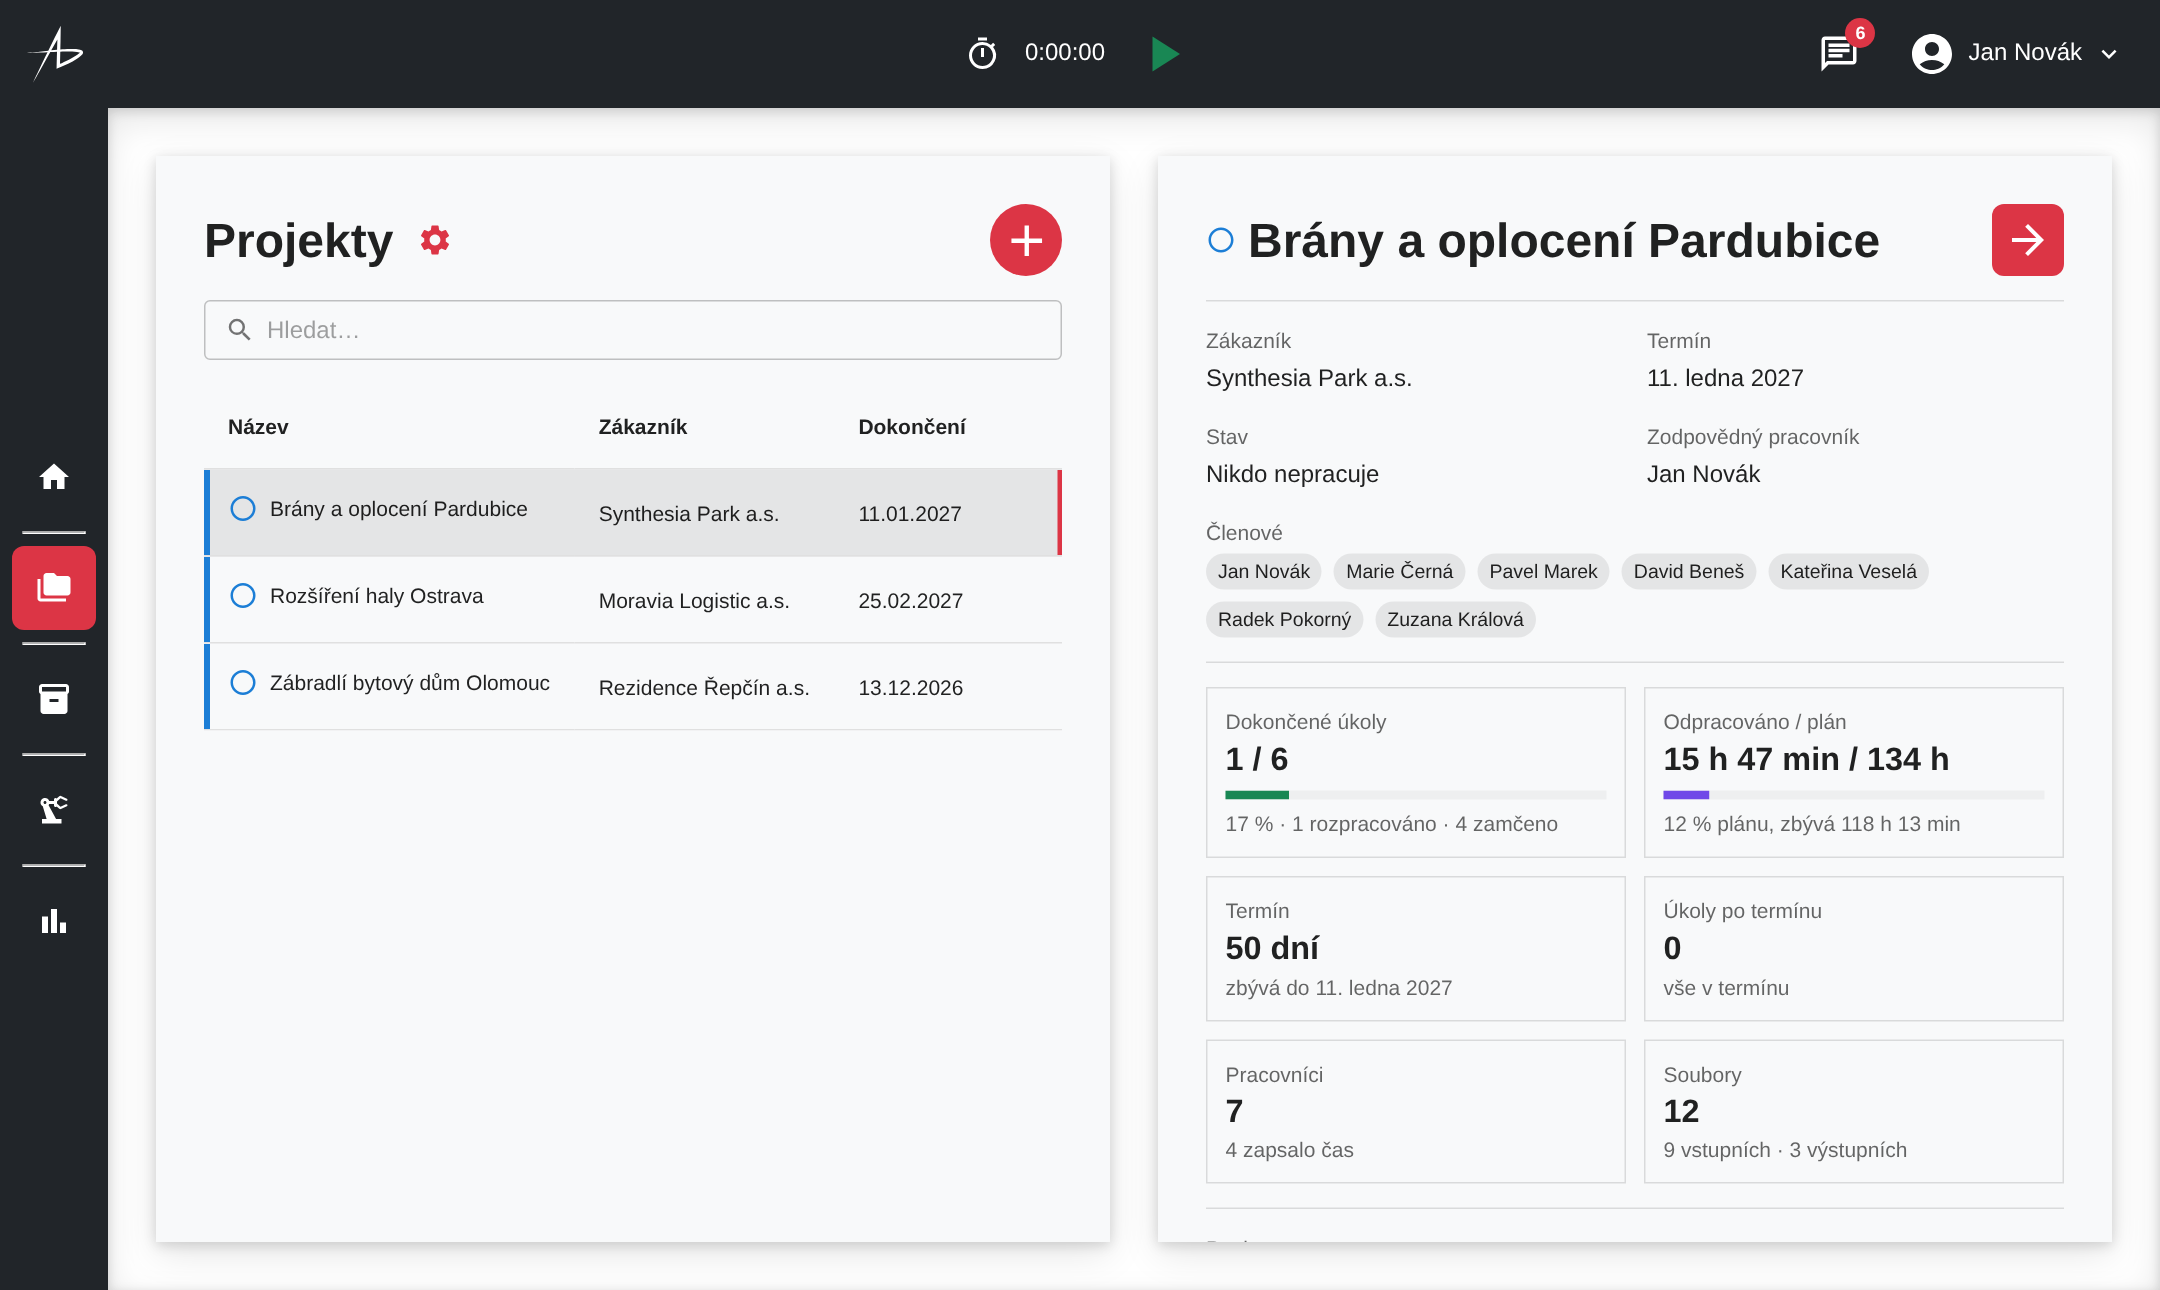 0:00:00
6
Jan Novák
Projekty
Hledat…
Název Zákazník Dokončení
Brány a oplocení Pardubice Synthesia Park a.s. 11.01.2027
Rozšíření haly Ostrava Moravia Logistic a.s. 25.02.2027
Zábradlí bytový dům Olomouc Rezidence Řepčín a.s. 13.12.2026
Brány a oplocení Pardubice
Zákazník Termín
Synthesia Park a.s. 11. ledna 2027
Stav Zodpovědný pracovník
Nikdo nepracuje Jan Novák
Členové
Jan Novák Marie Černá Pavel Marek David Beneš Kateřina Veselá
Radek Pokorný Zuzana Králová
Dokončené úkoly
1 / 6
17 % · 1 rozpracováno · 4 zamčeno
Odpracováno / plán
15 h 47 min / 134 h
12 % plánu, zbývá 118 h 13 min
Termín
50 dní
zbývá do 11. ledna 2027
Úkoly po termínu
0
vše v termínu
Pracovníci
7
4 zapsalo čas
Soubory
12
9 vstupních · 3 výstupních